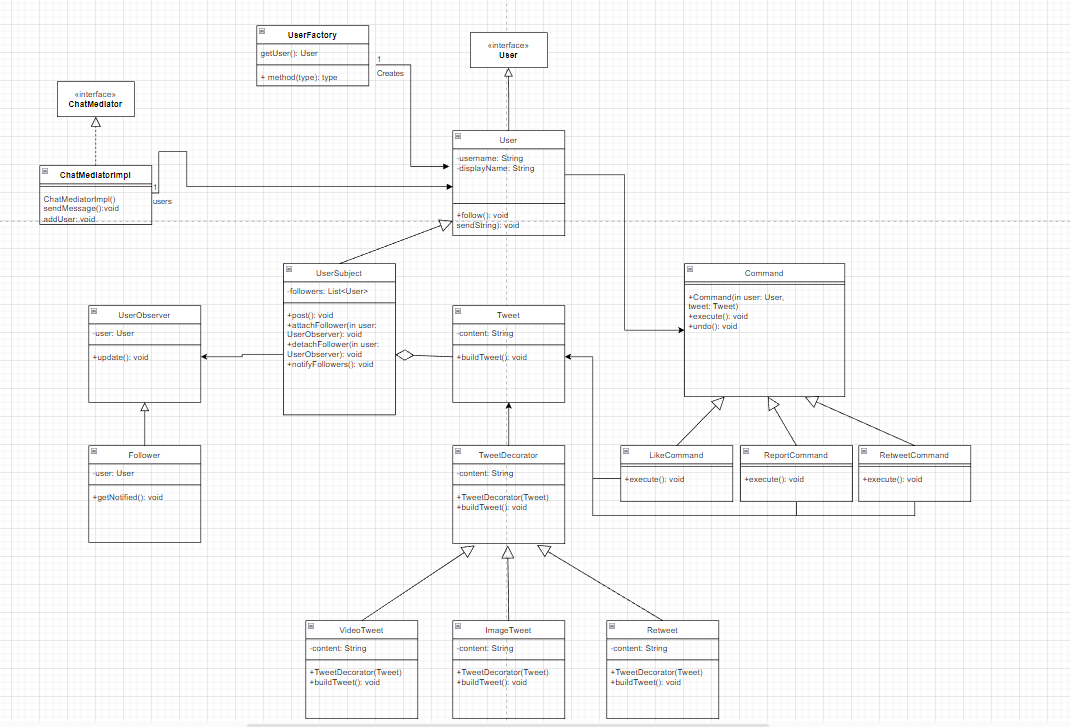 UserFactory
getUser(): User
+ method(type): type
1
Creates
«interface»
User
«interface»
ChatMediator
ChatMediatorImpl
ChatMediatorImpl()
sendMessage():void
addUser: void
1
users
User
-username: String
-displayName: String
+follow(): void
sendString): void
UserSubject
-followers: List<User>
+post(): void
+attachFollower(in user:
UserObserver): void
+detachFollower(in user:
UserObserver): void
+notifyFollowers(): void
Command
+Command(in user: User,
tweet: Tweet)
+execute(): void
+undo(): void
UserObserver
-user: User
+update(): void
Tweet
-content: String
+buildTweet(): void
Follower
-user: User
+getNotified(): void
TweetDecorator
-content: String
+TweetDecorator(Tweet)
+buildTweet(): void
LikeCommand
+execute(): void
ReportCommand
+execute(): void
RetweetCommand
+execute(): void
VideoTweet
-content: String
+TweetDecorator(Tweet)
+buildTweet(): void
ImageTweet
-content: String
+TweetDecorator(Tweet)
+buildTweet(): void
Retweet
-content: String
+TweetDecorator(Tweet)
+buildTweet(): void